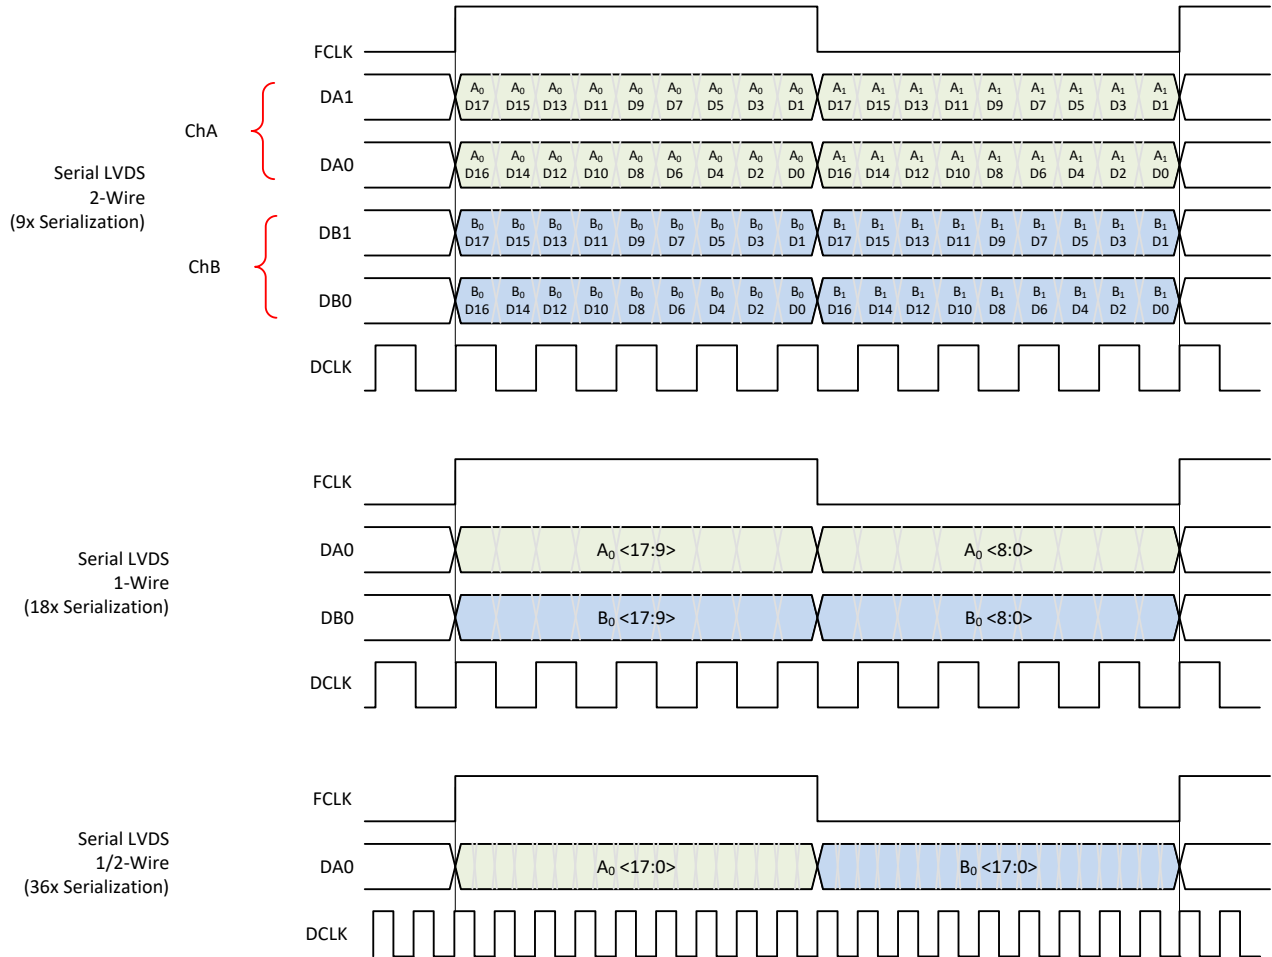 FCLK
DA1
A0 A0 A0 A0 A0 A0 A0 A0 A0 A1 A1 A1 A1 A1 A1 A1 A1 A1
D17 D15 D13 D11 D9 D7 D5 D3 D1 D17 D15 D13 D11 D9 D7 D5 D3 D1
ChA
DA0
A0 A0 A0 A0 A0 A0 A0 A0 A0 A1 A1 A1 A1 A1 A1 A1 A1 A1
D16 D14 D12 D10 D8 D6 D4 D2 D0 D16 D14 D12 D10 D8 D6 D4 D2 D0
Serial LVDS
2-Wire
(9x Serialization)
DB1
B0 B0 B0 B0 B0 B0 B0 B0 B0 B1 B1 B1 B1 B1 B1 B1 B1 B1
D17 D15 D13 D11 D9 D7 D5 D3 D1 D17 D15 D13 D11 D9 D7 D5 D3 D1
ChB
DB0
B0 B0 B0 B0 B0 B0 B0 B0 B0 B1 B1 B1 B1 B1 B1 B1 B1 B1
D16 D14 D12 D10 D8 D6 D4 D2 D0 D16 D14 D12 D10 D8 D6 D4 D2 D0
DCLK
FCLK
Serial LVDS
1-Wire
(18x Serialization)
DA0 A0 <17:9> A0 <8:0>
DB0 B0 <17:9> B0 <8:0>
DCLK
FCLK
Serial LVDS
1/2-Wire
(36x Serialization)
DA0 A0 <17:0> B0 <17:0>
DCLK